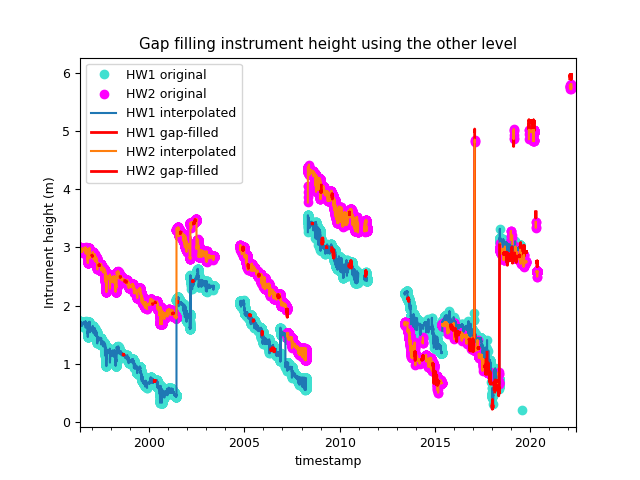 Gap filling instrument height using the other level
HW1 original
HW2 original
HW1 interpolated
HW1 gap-filled
HW2 interpolated
HW2 gap-filled
6
5
4
3
2
1
0
Intrument height (m)
2000 2005 2010 2015 2020
timestamp